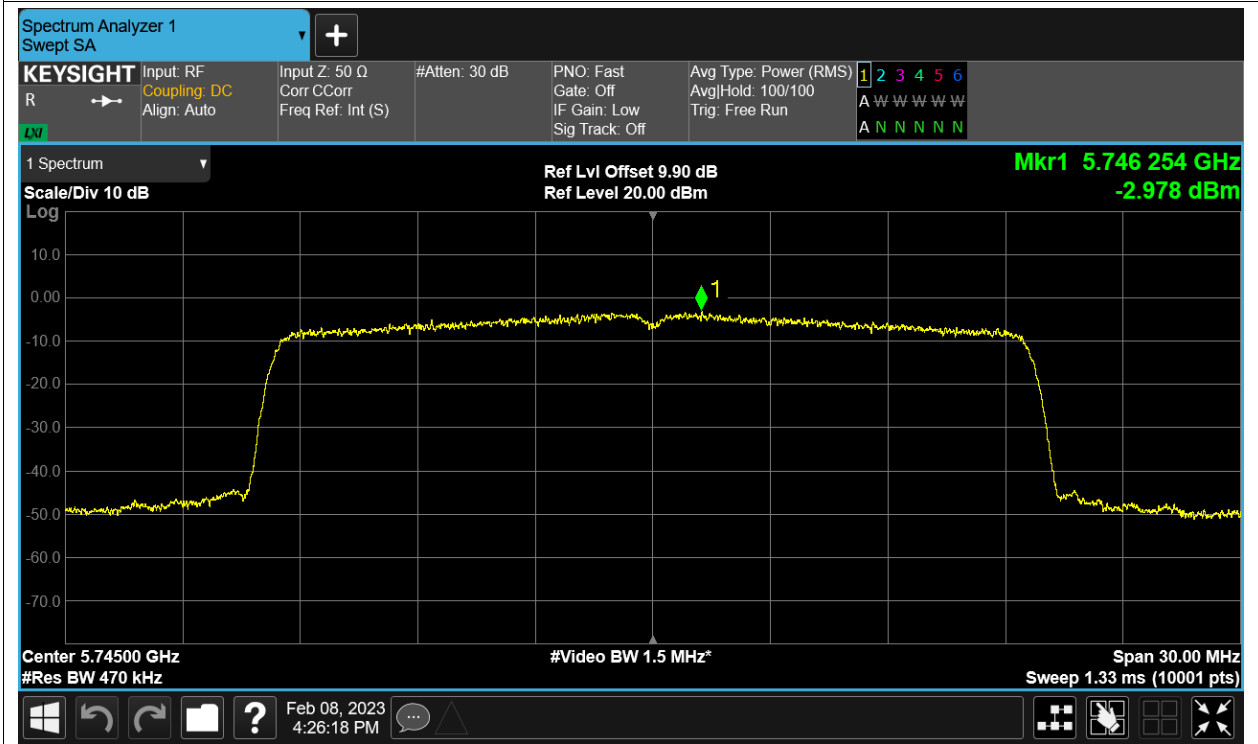 Spectrum Analyzer 1
Swept SA
+
KEYSIGHT
R
LXI
Input: RF
Coupling: DC
Align: Auto
Input Z: 50 Ω
Corr CCorr
Freq Ref: Int (S)
#Atten: 30 dB
PNO: Fast
Gate: Off
IF Gain: Low
Sig Track: Off
Avg Type: Power (RMS)
Avg|Hold: 100/100
Trig: Free Run
1 2 3 4 5 6
A W W W W W
A N N N N N
1 Spectrum
Scale/Div 10 dB
Log
Ref Lvl Offset 9.90 dB
Ref Level 20.00 dBm
Mkr1 5.746 254 GHz
-2.978 dBm
10.0
0.00
-10.0
-20.0
-30.0
-40.0
-50.0
-60.0
-70.0
1
Center 5.74500 GHz
#Res BW 470 kHz
#Video BW 1.5 MHz*
Span 30.00 MHz
Sweep 1.33 ms (10001 pts)
?
Feb 08, 2023
4:26:18 PM